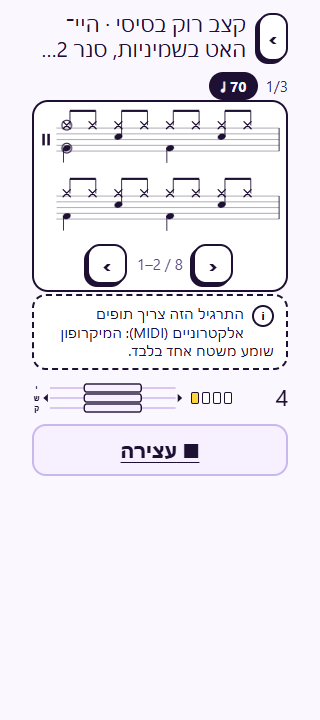 קצב רוק בסיסי · היי־
האט בשמיניות, סנר 2...
1/3 ♩ 70
1–2 / 8
התרגיל הזה צריך תופים
אלקטרוניים (MIDI): המיקרופון
שומע משטח אחד בלבד.
י
ש
ק
4
עצירה